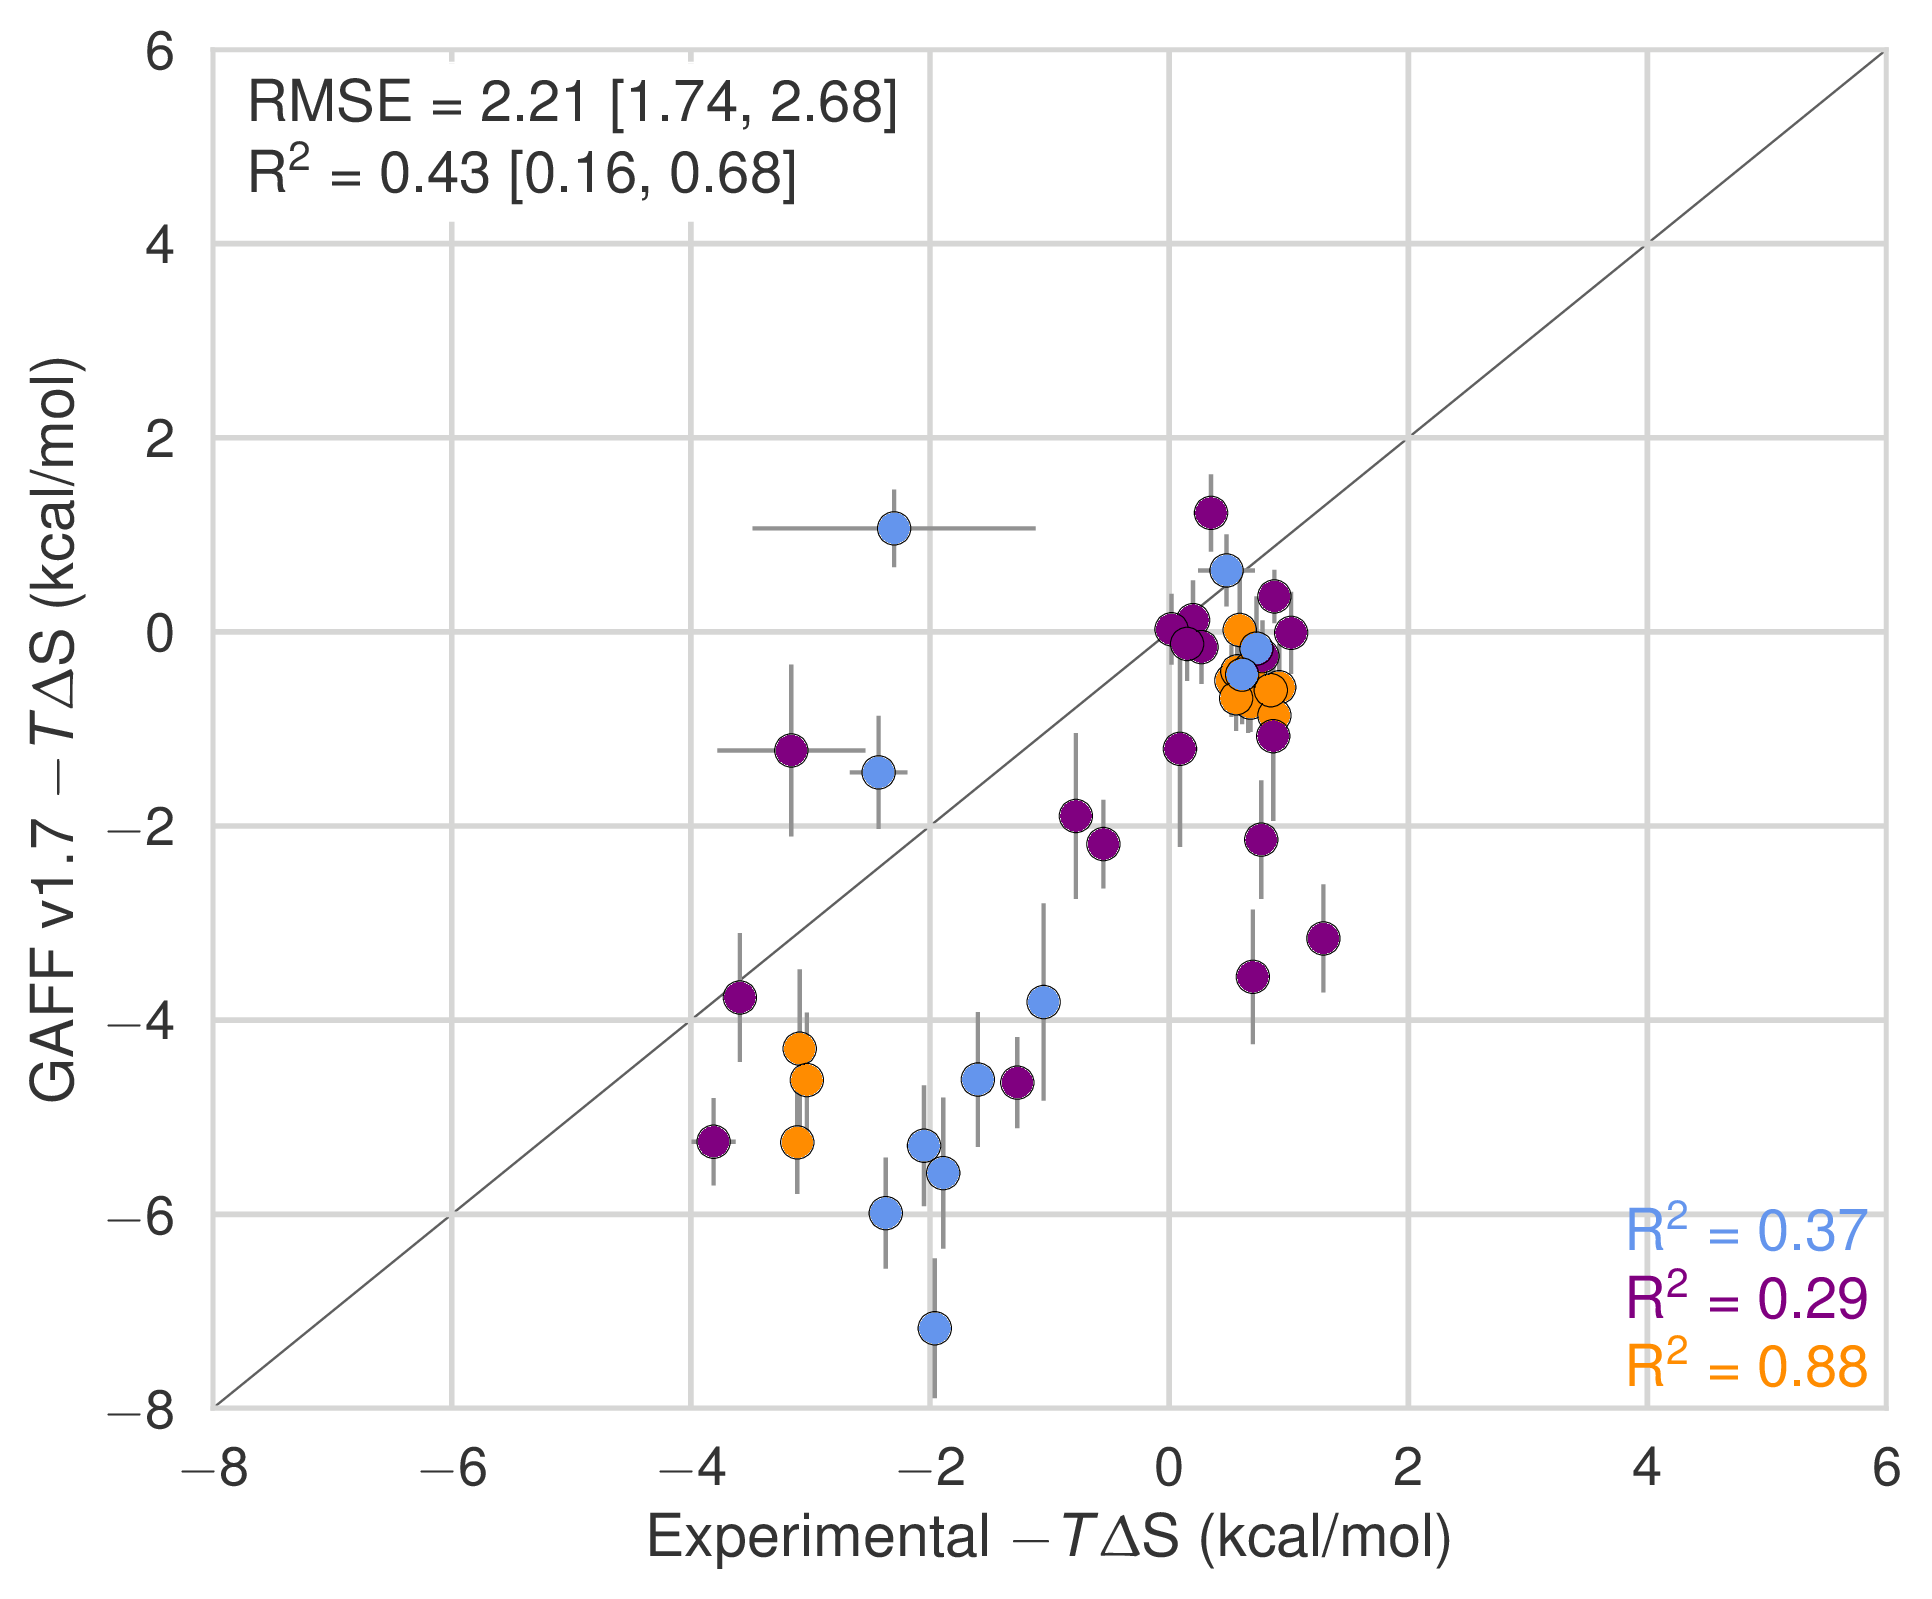 RMSE = 2.21 [1.74, 2.68]
R² = 0.43 [0.16, 0.68]
6
4
2
0
−2
−4
−6
−8
GAFF v1.7 −TΔS (kcal/mol)
R² = 0.37
R² = 0.29
R² = 0.88
−8 −6 −4 −2 0 2 4 6
Experimental −TΔS (kcal/mol)